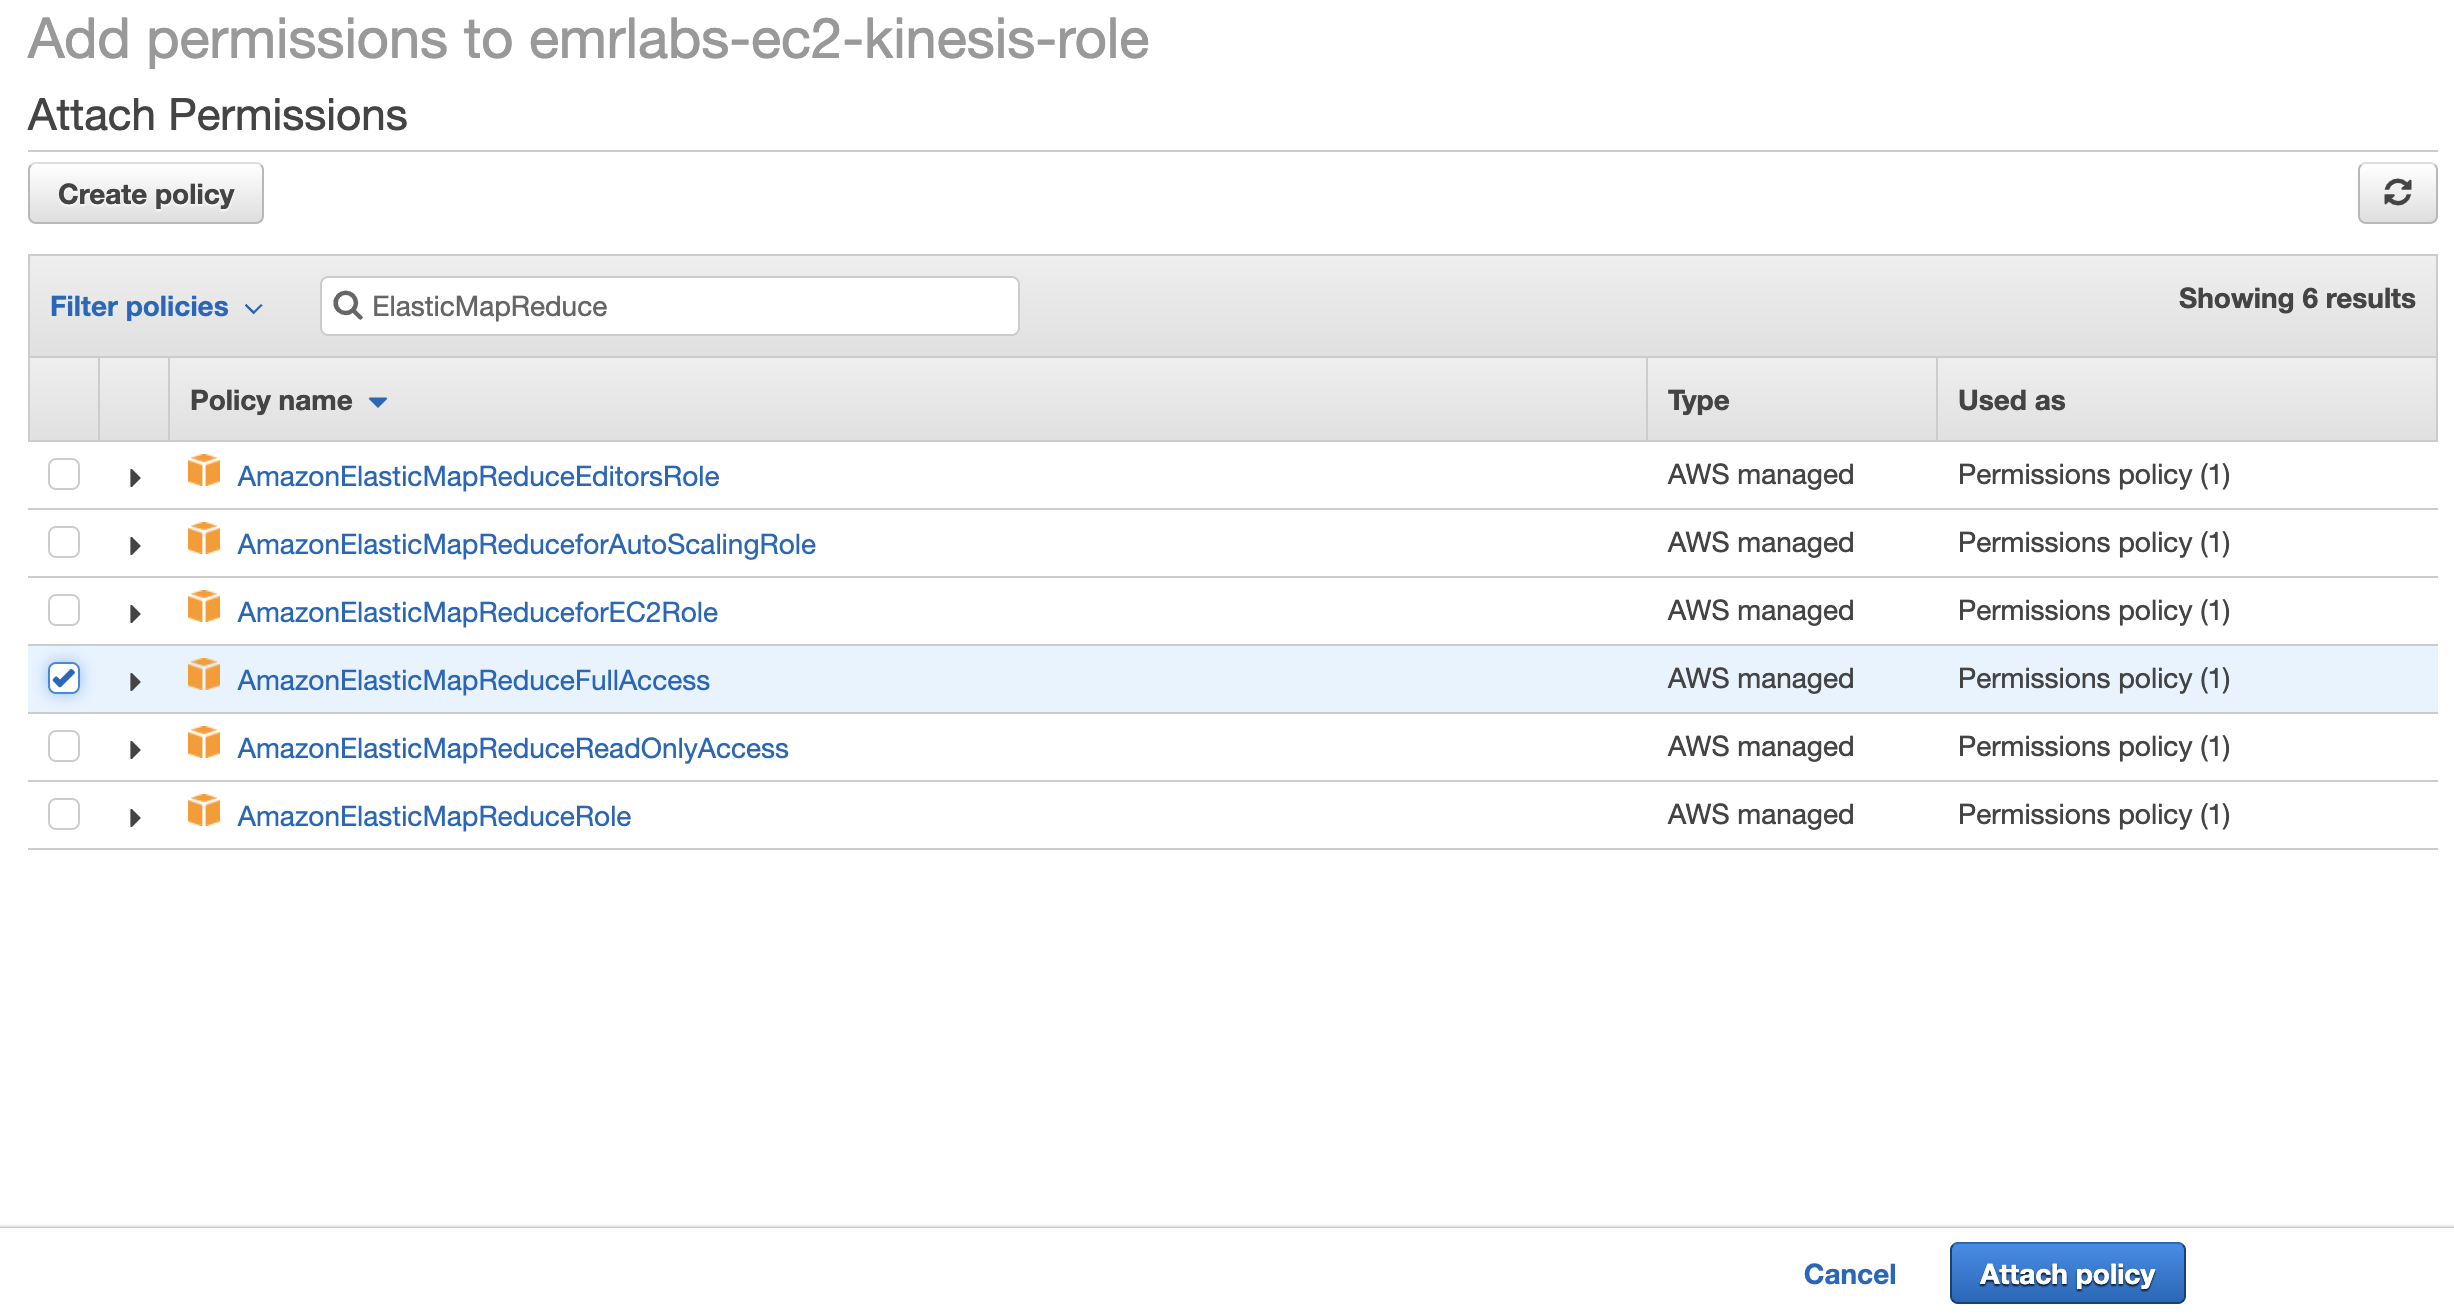 Add permissions to emrlabs-ec2-kinesis-role
Attach Permissions
Create policy
Filter policies ElasticMapReduce Showing 6 results
Policy name Type Used as
AmazonElasticMapReduceEditorsRole AWS managed Permissions policy (1)
AmazonElasticMapReduceforAutoScalingRole AWS managed Permissions policy (1)
AmazonElasticMapReduceforEC2Role AWS managed Permissions policy (1)
AmazonElasticMapReduceFullAccess AWS managed Permissions policy (1)
AmazonElasticMapReduceReadOnlyAccess AWS managed Permissions policy (1)
AmazonElasticMapReduceRole AWS managed Permissions policy (1)
Cancel Attach policy